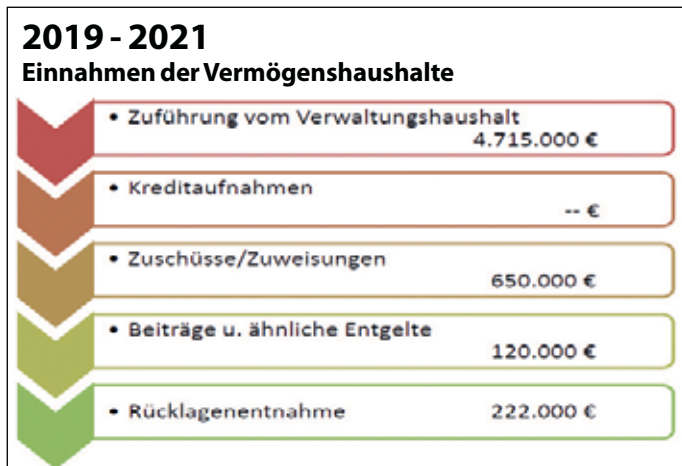 2019 - 2021
Einnahmen der Vermögenshaushalte
• Zuführung vom Verwaltungshaushalt
4.715.000 €
• Kreditaufnahmen
-- €
• Zuschüsse/Zuweisungen
650.000 €
• Beiträge u. ähnliche Entgelte
120.000 €
• Rücklagenentnahme 222.000 €